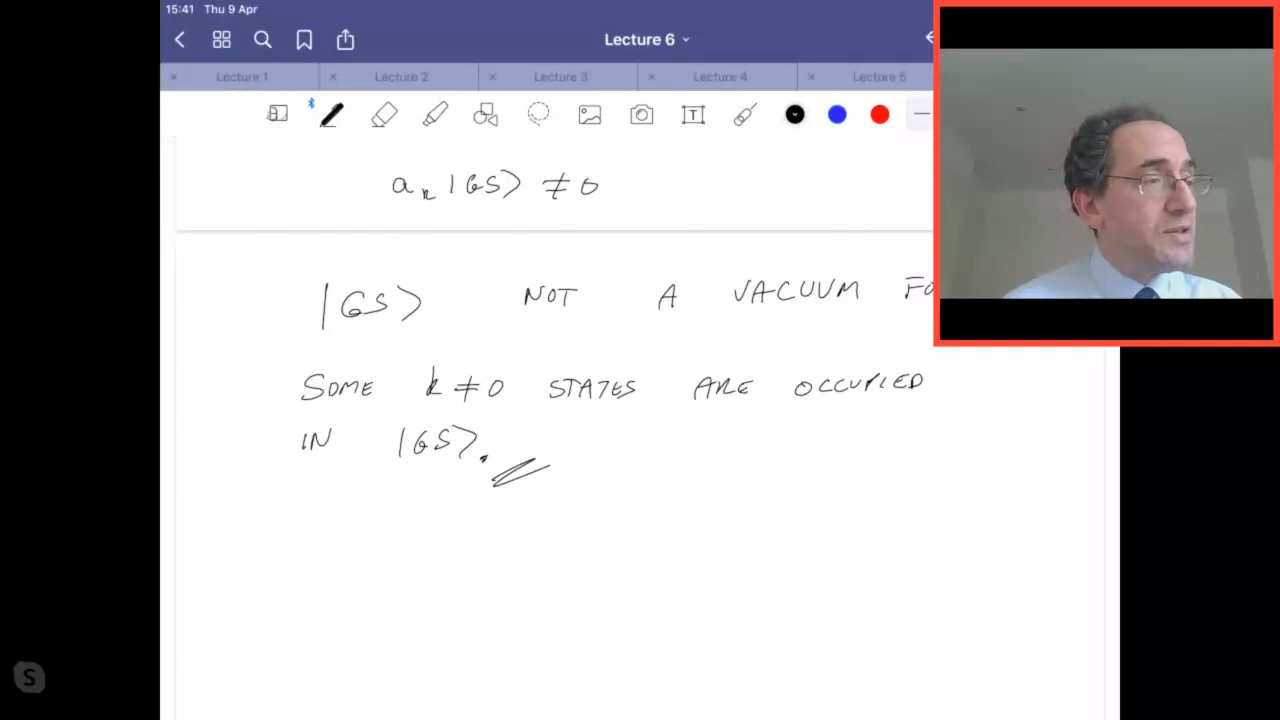 15:41 Thu 9 Apr
Lecture 6
Lecture 1 Lecture 2 Lecture 3 Lecture 4 Lecture 5
T
a_k |GS> ≠ 0
|GS> NOT A VACUUM FO
SOME k ≠ 0 STATES ARE OCCUPIED
IN |GS>.
S